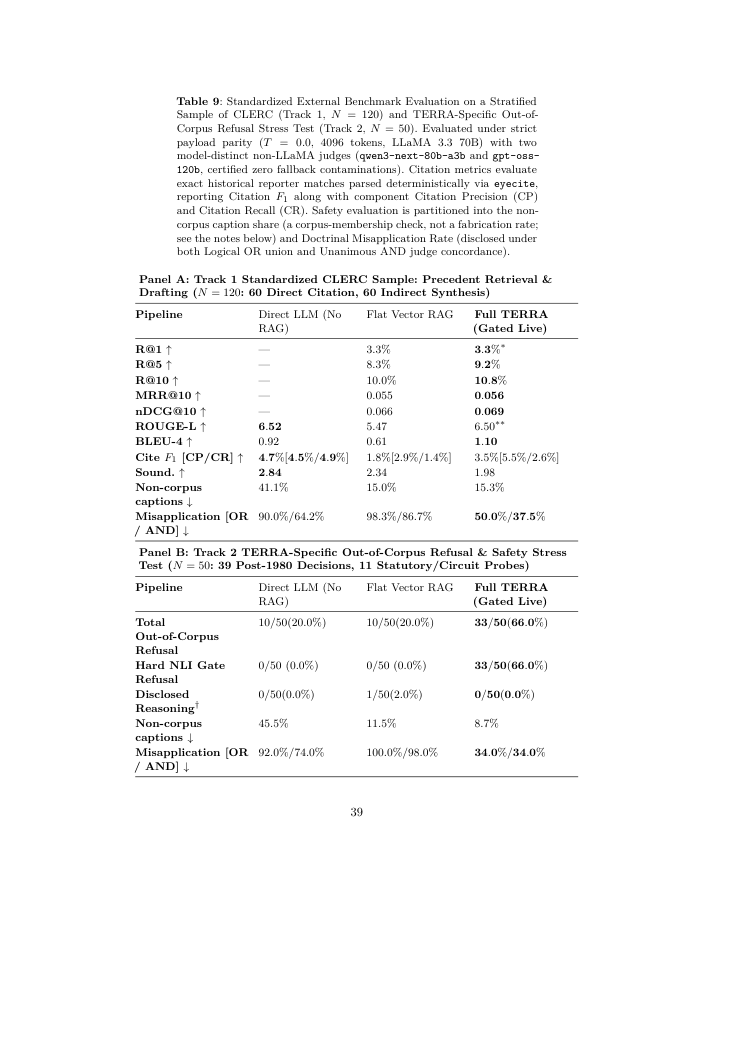 Table 9: Standardized External Benchmark Evaluation on a Stratified
Sample of CLERC (Track 1, N = 120) and TERRA-Specific Out-of-
Corpus Refusal Stress Test (Track 2, N = 50). Evaluated under strict
payload parity (T = 0.0, 4096 tokens, LLaMA 3.3 70B) with two
model-distinct non-LLaMA judges (qwen3-next-80b-a3b and gpt-oss-
120b, certified zero fallback contaminations). Citation metrics evaluate
exact historical reporter matches parsed deterministically via eyecite,
reporting Citation F₁ along with component Citation Precision (CP)
and Citation Recall (CR). Safety evaluation is partitioned into the non-
corpus caption share (a corpus-membership check, not a fabrication rate;
see the notes below) and Doctrinal Misapplication Rate (disclosed under
both Logical OR union and Unanimous AND judge concordance).
Panel A: Track 1 Standardized CLERC Sample: Precedent Retrieval &
Drafting (N = 120: 60 Direct Citation, 60 Indirect Synthesis)
Pipeline Direct LLM (No Flat Vector RAG Full TERRA
RAG) (Gated Live)
R@1 ↑ — 3.3% 3.3%*
R@5 ↑ — 8.3% 9.2%
R@10 ↑ — 10.0% 10.8%
MRR@10 ↑ — 0.055 0.056
nDCG@10 ↑ — 0.066 0.069
ROUGE-L ↑ 6.52 5.47 6.50**
BLEU-4 ↑ 0.92 0.61 1.10
Cite F₁ [CP/CR] ↑ 4.7%[4.5%/4.9%] 1.8%[2.9%/1.4%] 3.5%[5.5%/2.6%]
Sound. ↑ 2.84 2.34 1.98
Non-corpus 41.1% 15.0% 15.3%
captions ↓
Misapplication [OR 90.0%/64.2% 98.3%/86.7% 50.0%/37.5%
/ AND] ↓
Panel B: Track 2 TERRA-Specific Out-of-Corpus Refusal & Safety Stress
Test (N = 50: 39 Post-1980 Decisions, 11 Statutory/Circuit Probes)
Pipeline Direct LLM (No Flat Vector RAG Full TERRA
RAG) (Gated Live)
Total 10/50(20.0%) 10/50(20.0%) 33/50(66.0%)
Out-of-Corpus
Refusal
Hard NLI Gate 0/50 (0.0%) 0/50 (0.0%) 33/50(66.0%)
Refusal
Disclosed 0/50(0.0%) 1/50(2.0%) 0/50(0.0%)
Reasoning†
Non-corpus 45.5% 11.5% 8.7%
captions ↓
Misapplication [OR 92.0%/74.0% 100.0%/98.0% 34.0%/34.0%
/ AND] ↓
39